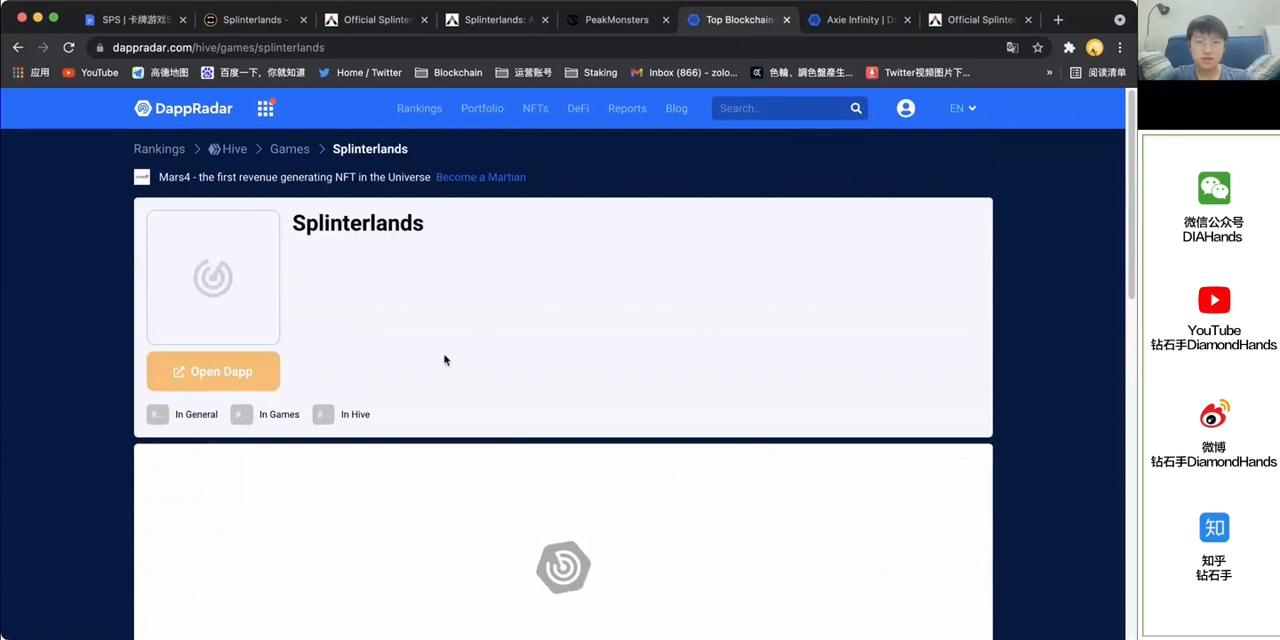 SPS | 卡牌游戏S
Splinterlands -
Official Splinter
Splinterlands: A
PeakMonsters
Top Blockchain
Axie Infinity | D
Official Splinte
dappradar.com/hive/games/splinterlands
应用
YouTube
高德地图
百度一下，你就知道
Home / Twitter
Blockchain
运营账号
Staking
Inbox (866) - zolo...
色輪、調色盤產生...
Twitter视频图片下...
»
阅读清单
DappRadar
Rankings
Portfolio
NFTs
DeFi
Reports
Blog
Search...
EN
Rankings > Hive > Games > Splinterlands
Mars4 - the first revenue generating NFT in the Universe Become a Martian
Splinterlands
Open Dapp
#... In General #... In Games #... In Hive
微信公众号
DIAHands
YouTube
钻石手DiamondHands
微博
钻石手DiamondHands
知
知乎
钻石手